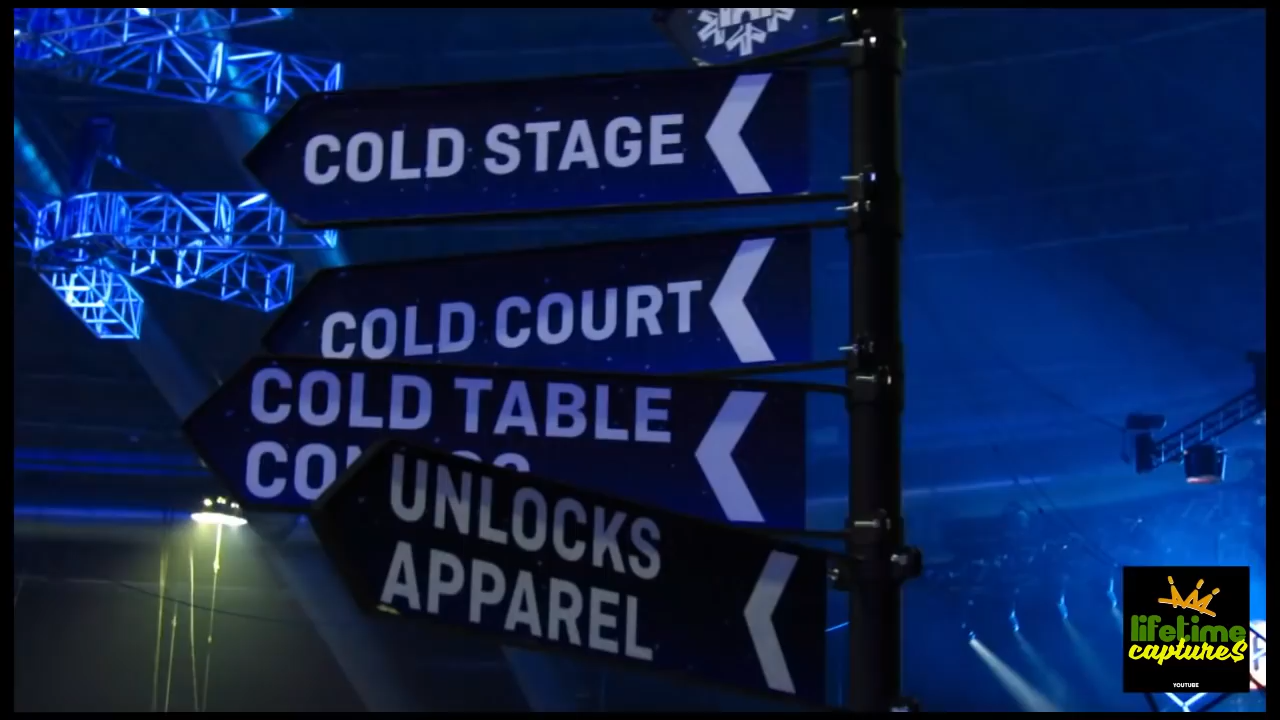 COLD STAGE
COLD COURT
COLD TABLE
UNLOCKS
APPAREL
lifetime
captures
YOUTUBE